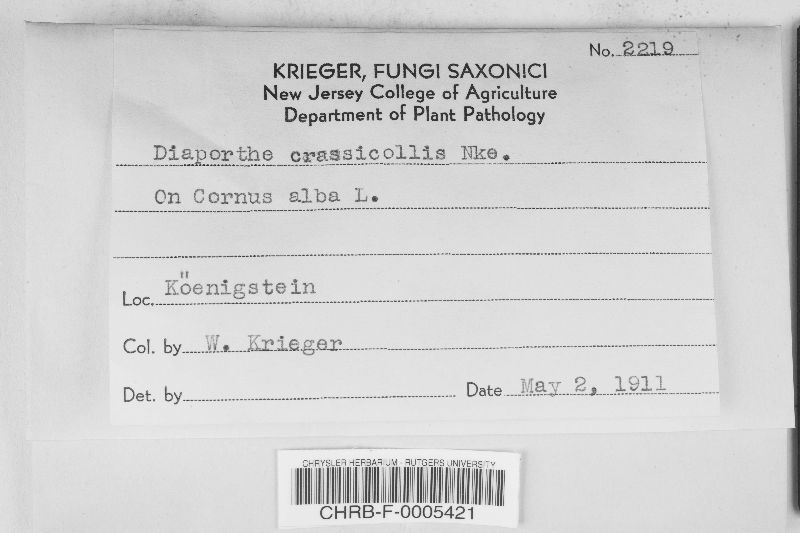 No. 2219
KRIEGER, FUNGI SAXONICI
New Jersey College of Agriculture
Department of Plant Pathology
Diaporthe crassicollis Nke.
On Cornus alba L.
Loc. Köenigstein
Col. by W. Krieger
Det. by Date May 2, 1911
CHRYSLER HERBARIUM - RUTGERS UNIVERSITY
CHRB-F-0005421